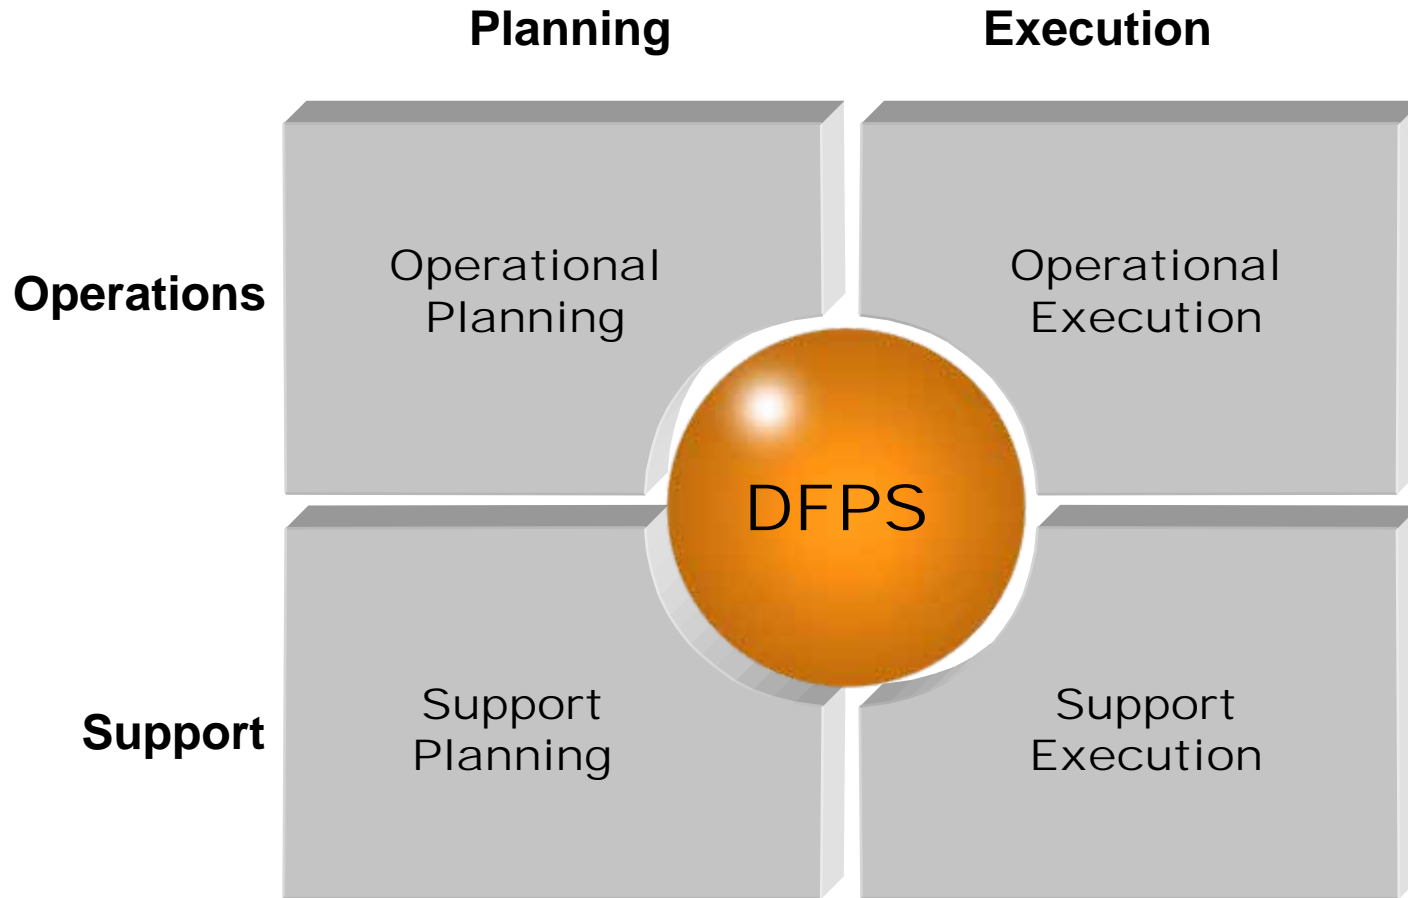 Planning Execution
Operational Operational
Operations Planning Execution
DFPS
Support Support
Support Planning Execution